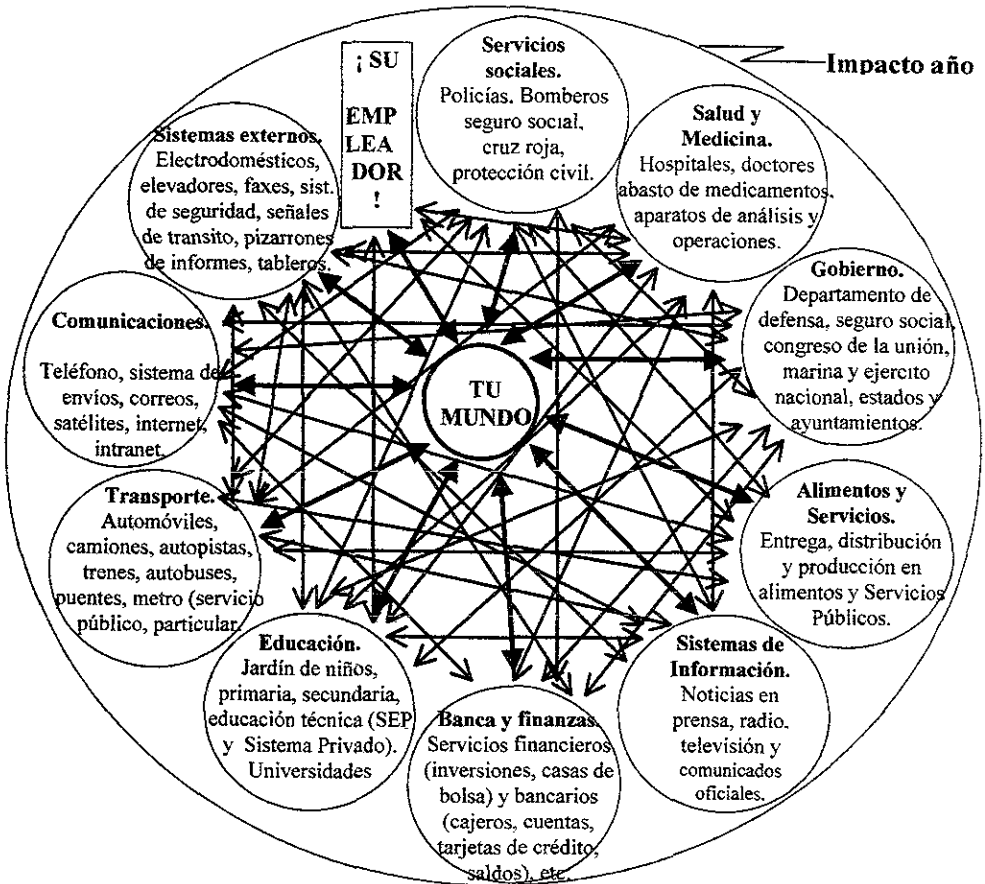 Impacto año
¡ SU
EMP
LEA
DOR
!
Servicios
sociales.
Policías. Bomberos
seguro social,
cruz roja,
protección civil.
Salud y
Medicina.
Hospitales, doctores
abasto de medicamentos,
aparatos de análisis y
operaciones.
Gobierno.
Departamento de
defensa, seguro social,
congreso de la unión,
marina y ejercito
nacional, estados y
ayuntamientos.
Alimentos y
Servicios.
Entrega, distribución
y producción en
alimentos y Servicios
Públicos.
Sistemas de
Información.
Noticias en
prensa, radio,
televisión y
comunicados
oficiales.
Banca y finanzas.
Servicios financieros
(inversiones, casas de
bolsa) y bancarios
(cajeros, cuentas,
tarjetas de crédito,
saldos), etc.
Educación.
Jardín de niños,
primaria, secundaria,
educación técnica (SEP
y Sistema Privado).
Universidades
Transporte.
Automóviles,
camiones, autopistas,
trenes, autobuses,
puentes, metro (servicio
público, particular.
Comunicaciones.
Teléfono, sistema de
envíos, correos,
satélites, internet,
intranet.
Sistemas externos.
Electrodomésticos,
elevadores, faxes, sist.
de seguridad, señales
de transito, pizarrones
de informes, tableros.
TU
MUNDO